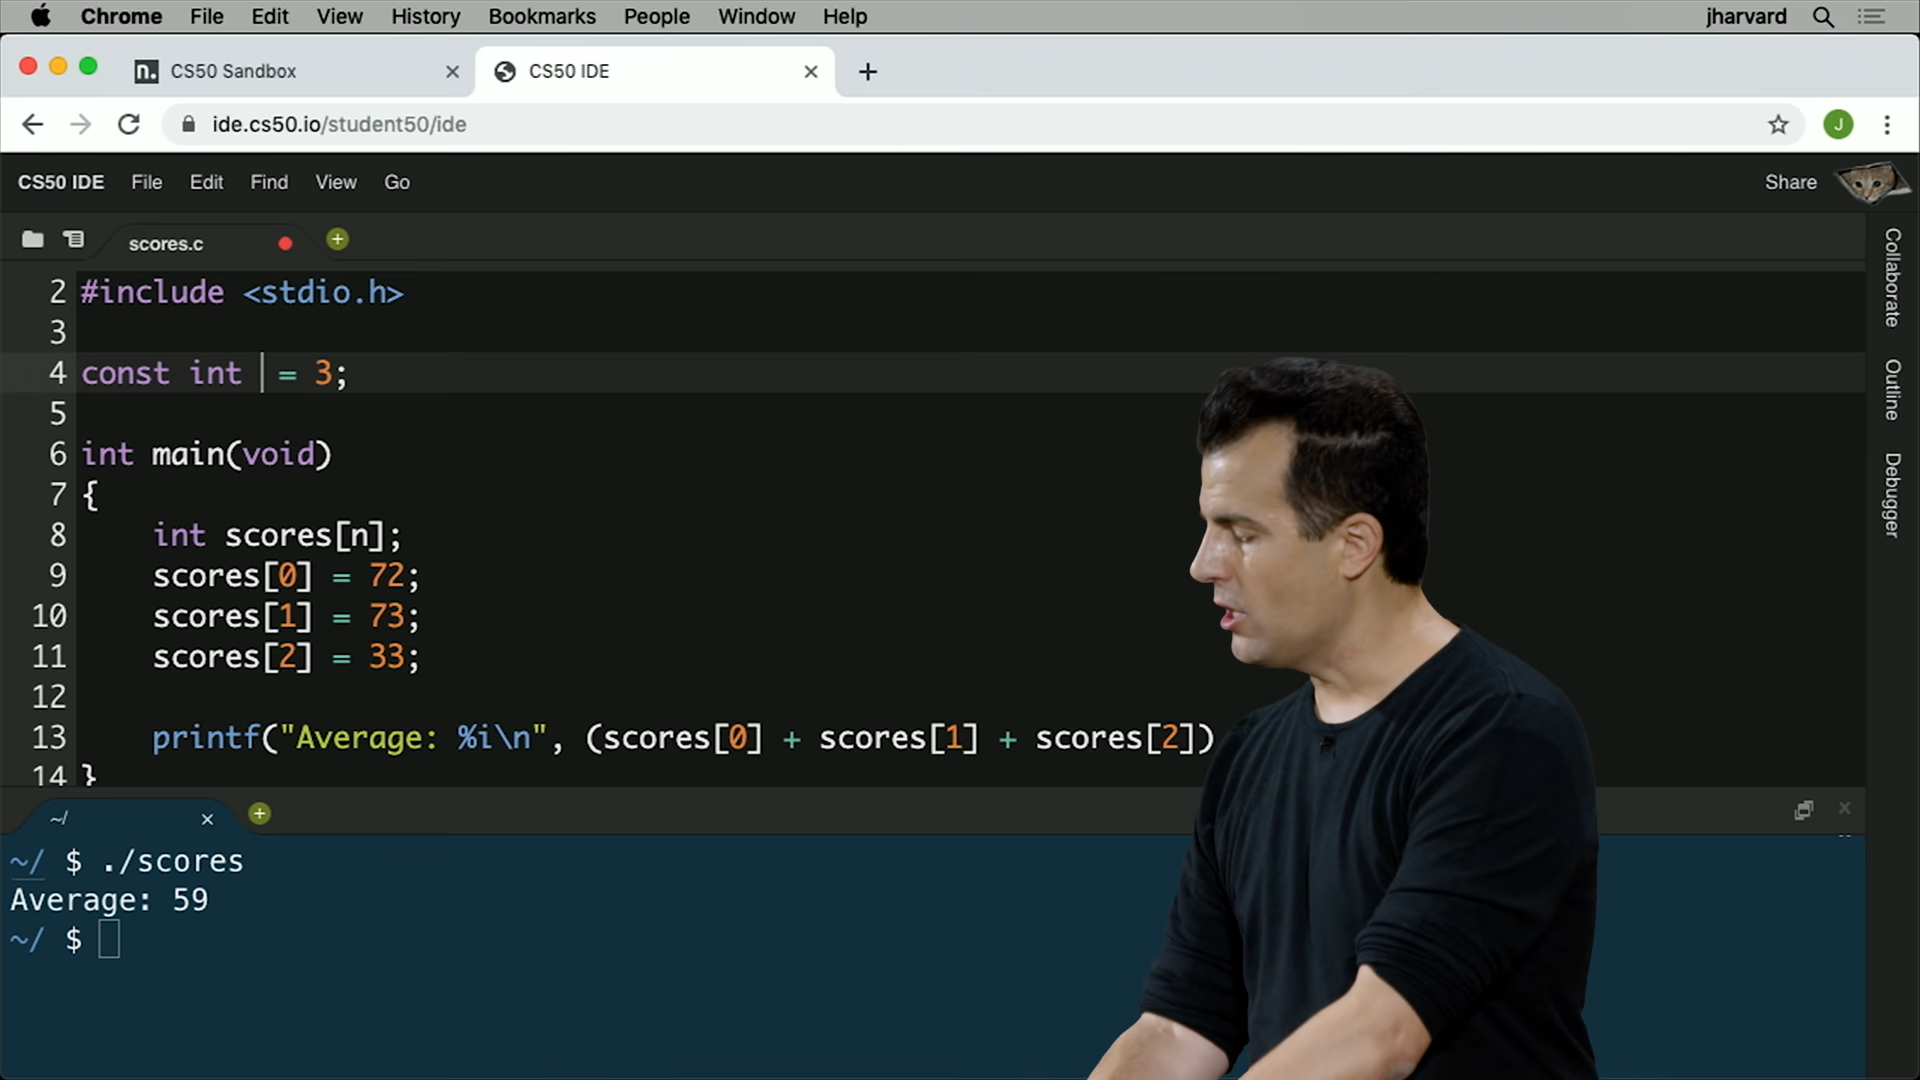 Chrome File Edit View History Bookmarks People Window Help jharvard
n. CS50 Sandbox CS50 IDE
ide.cs50.io/student50/ide J
CS50 IDE File Edit Find View Go Share
scores.c
2 #include <stdio.h>
3
4 const int = 3;
5
6 int main(void)
7 {
8 int scores[n];
9 scores[0] = 72;
10 scores[1] = 73;
11 scores[2] = 33;
12
13 printf("Average: %i\n", (scores[0] + scores[1] + scores[2])
14 }
Collaborate
Outline
Debugger
~/
~/ $ ./scores
Average: 59
~/ $